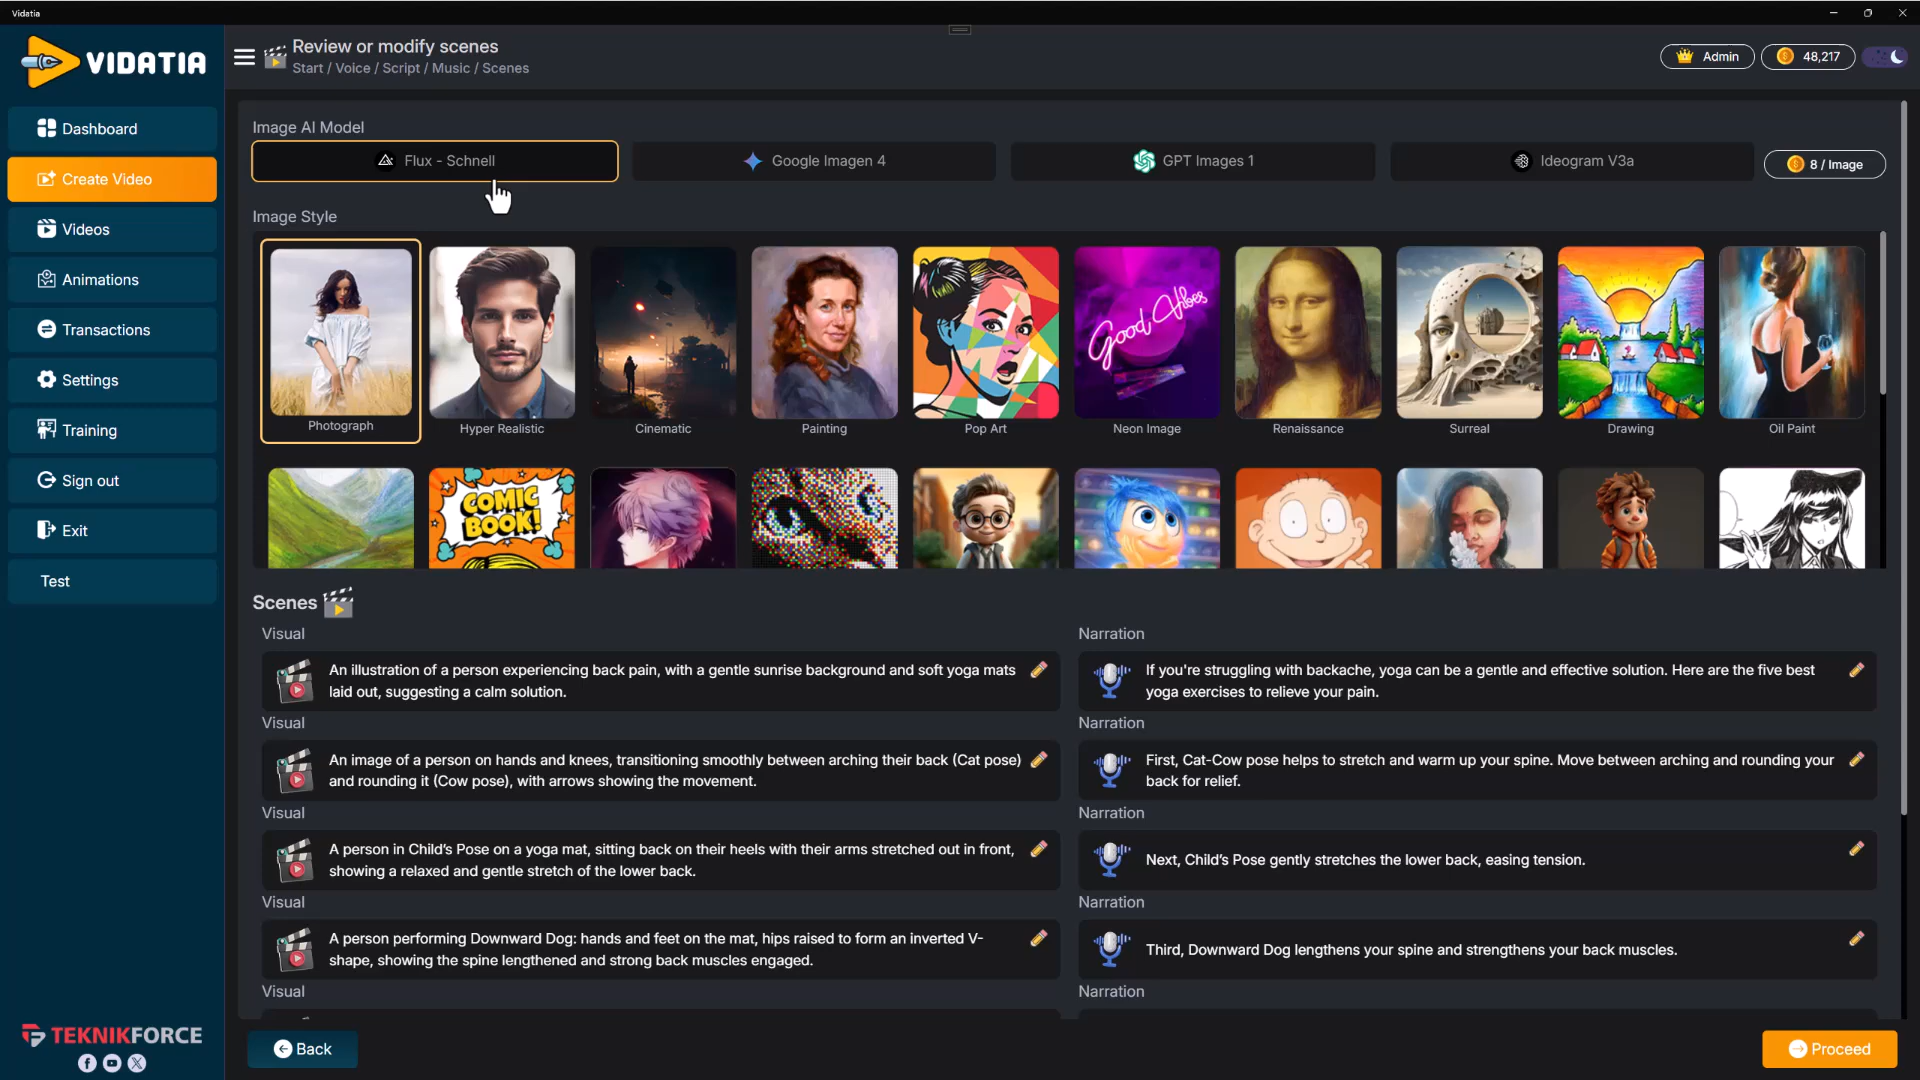 Vidatia
VIDATIA
Review or modify scenes
Start / Voice / Script / Music / Scenes
Admin
48,217
Dashboard
Create Video
Videos
Animations
Transactions
Settings
Training
Sign out
Exit
Test
Image AI Model
Flux - Schnell
Google Imagen 4
GPT Images 1
Ideogram V3a
8 / Image
Image Style
Good Vibes
Photograph
Hyper Realistic
Cinematic
Painting
Pop Art
Neon Image
Renaissance
Surreal
Drawing
Oil Paint
COMIC
BOOK!
Scenes
Visual
Narration
An illustration of a person experiencing back pain, with a gentle sunrise background and soft yoga mats
laid out, suggesting a calm solution.
If you're struggling with backache, yoga can be a gentle and effective solution. Here are the five best
yoga exercises to relieve your pain.
Visual
Narration
An image of a person on hands and knees, transitioning smoothly between arching their back (Cat pose)
and rounding it (Cow pose), with arrows showing the movement.
First, Cat-Cow pose helps to stretch and warm up your spine. Move between arching and rounding your
back for relief.
Visual
Narration
A person in Child's Pose on a yoga mat, sitting back on their heels with their arms stretched out in front,
showing a relaxed and gentle stretch of the lower back.
Next, Child's Pose gently stretches the lower back, easing tension.
Visual
Narration
A person performing Downward Dog: hands and feet on the mat, hips raised to form an inverted V-
shape, showing the spine lengthened and strong back muscles engaged.
Third, Downward Dog lengthens your spine and strengthens your back muscles.
Visual
Narration
TEKNIKFORCE
Back
Proceed